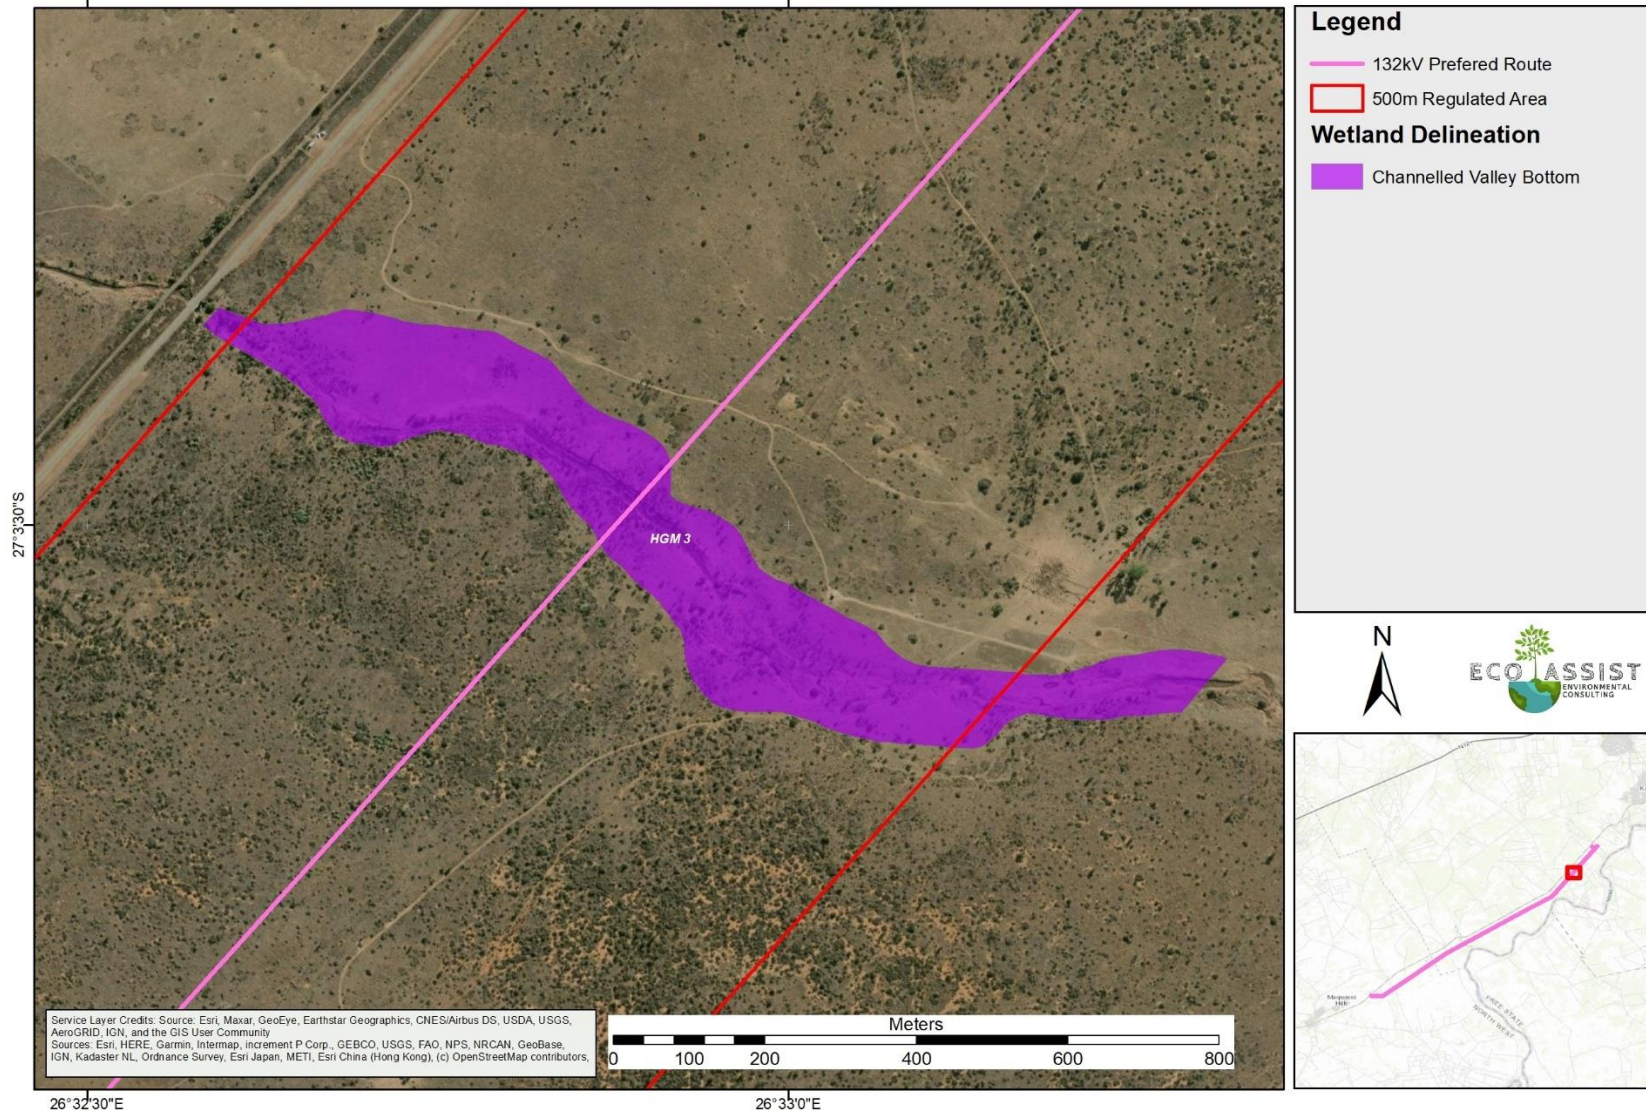 Legend
132kV Prefered Route
500m Regulated Area
Wetland Delineation
Channelled Valley Bottom
27°3'30"S
HGM 3
N
ECO ASSIST
ENVIRONMENTAL
CONSULTING
FREE STATE
NORTH WEST
Service Layer Credits: Source: Esri, Maxar, GeoEye, Earthstar Geographics, CNES/Airbus DS, USDA, USGS,
AeroGRID, IGN, and the GIS User Community
Sources: Esri, HERE, Garmin, Intermap, increment P Corp., GEBCO, USGS, FAO, NPS, NRCAN, GeoBase,
IGN, Kadaster NL, Ordnance Survey, Esri Japan, METI, Esri China (Hong Kong), (c) OpenStreetMap contributors,
Meters
0 100 200 400 600 800
26°32'30"E
26°33'0"E